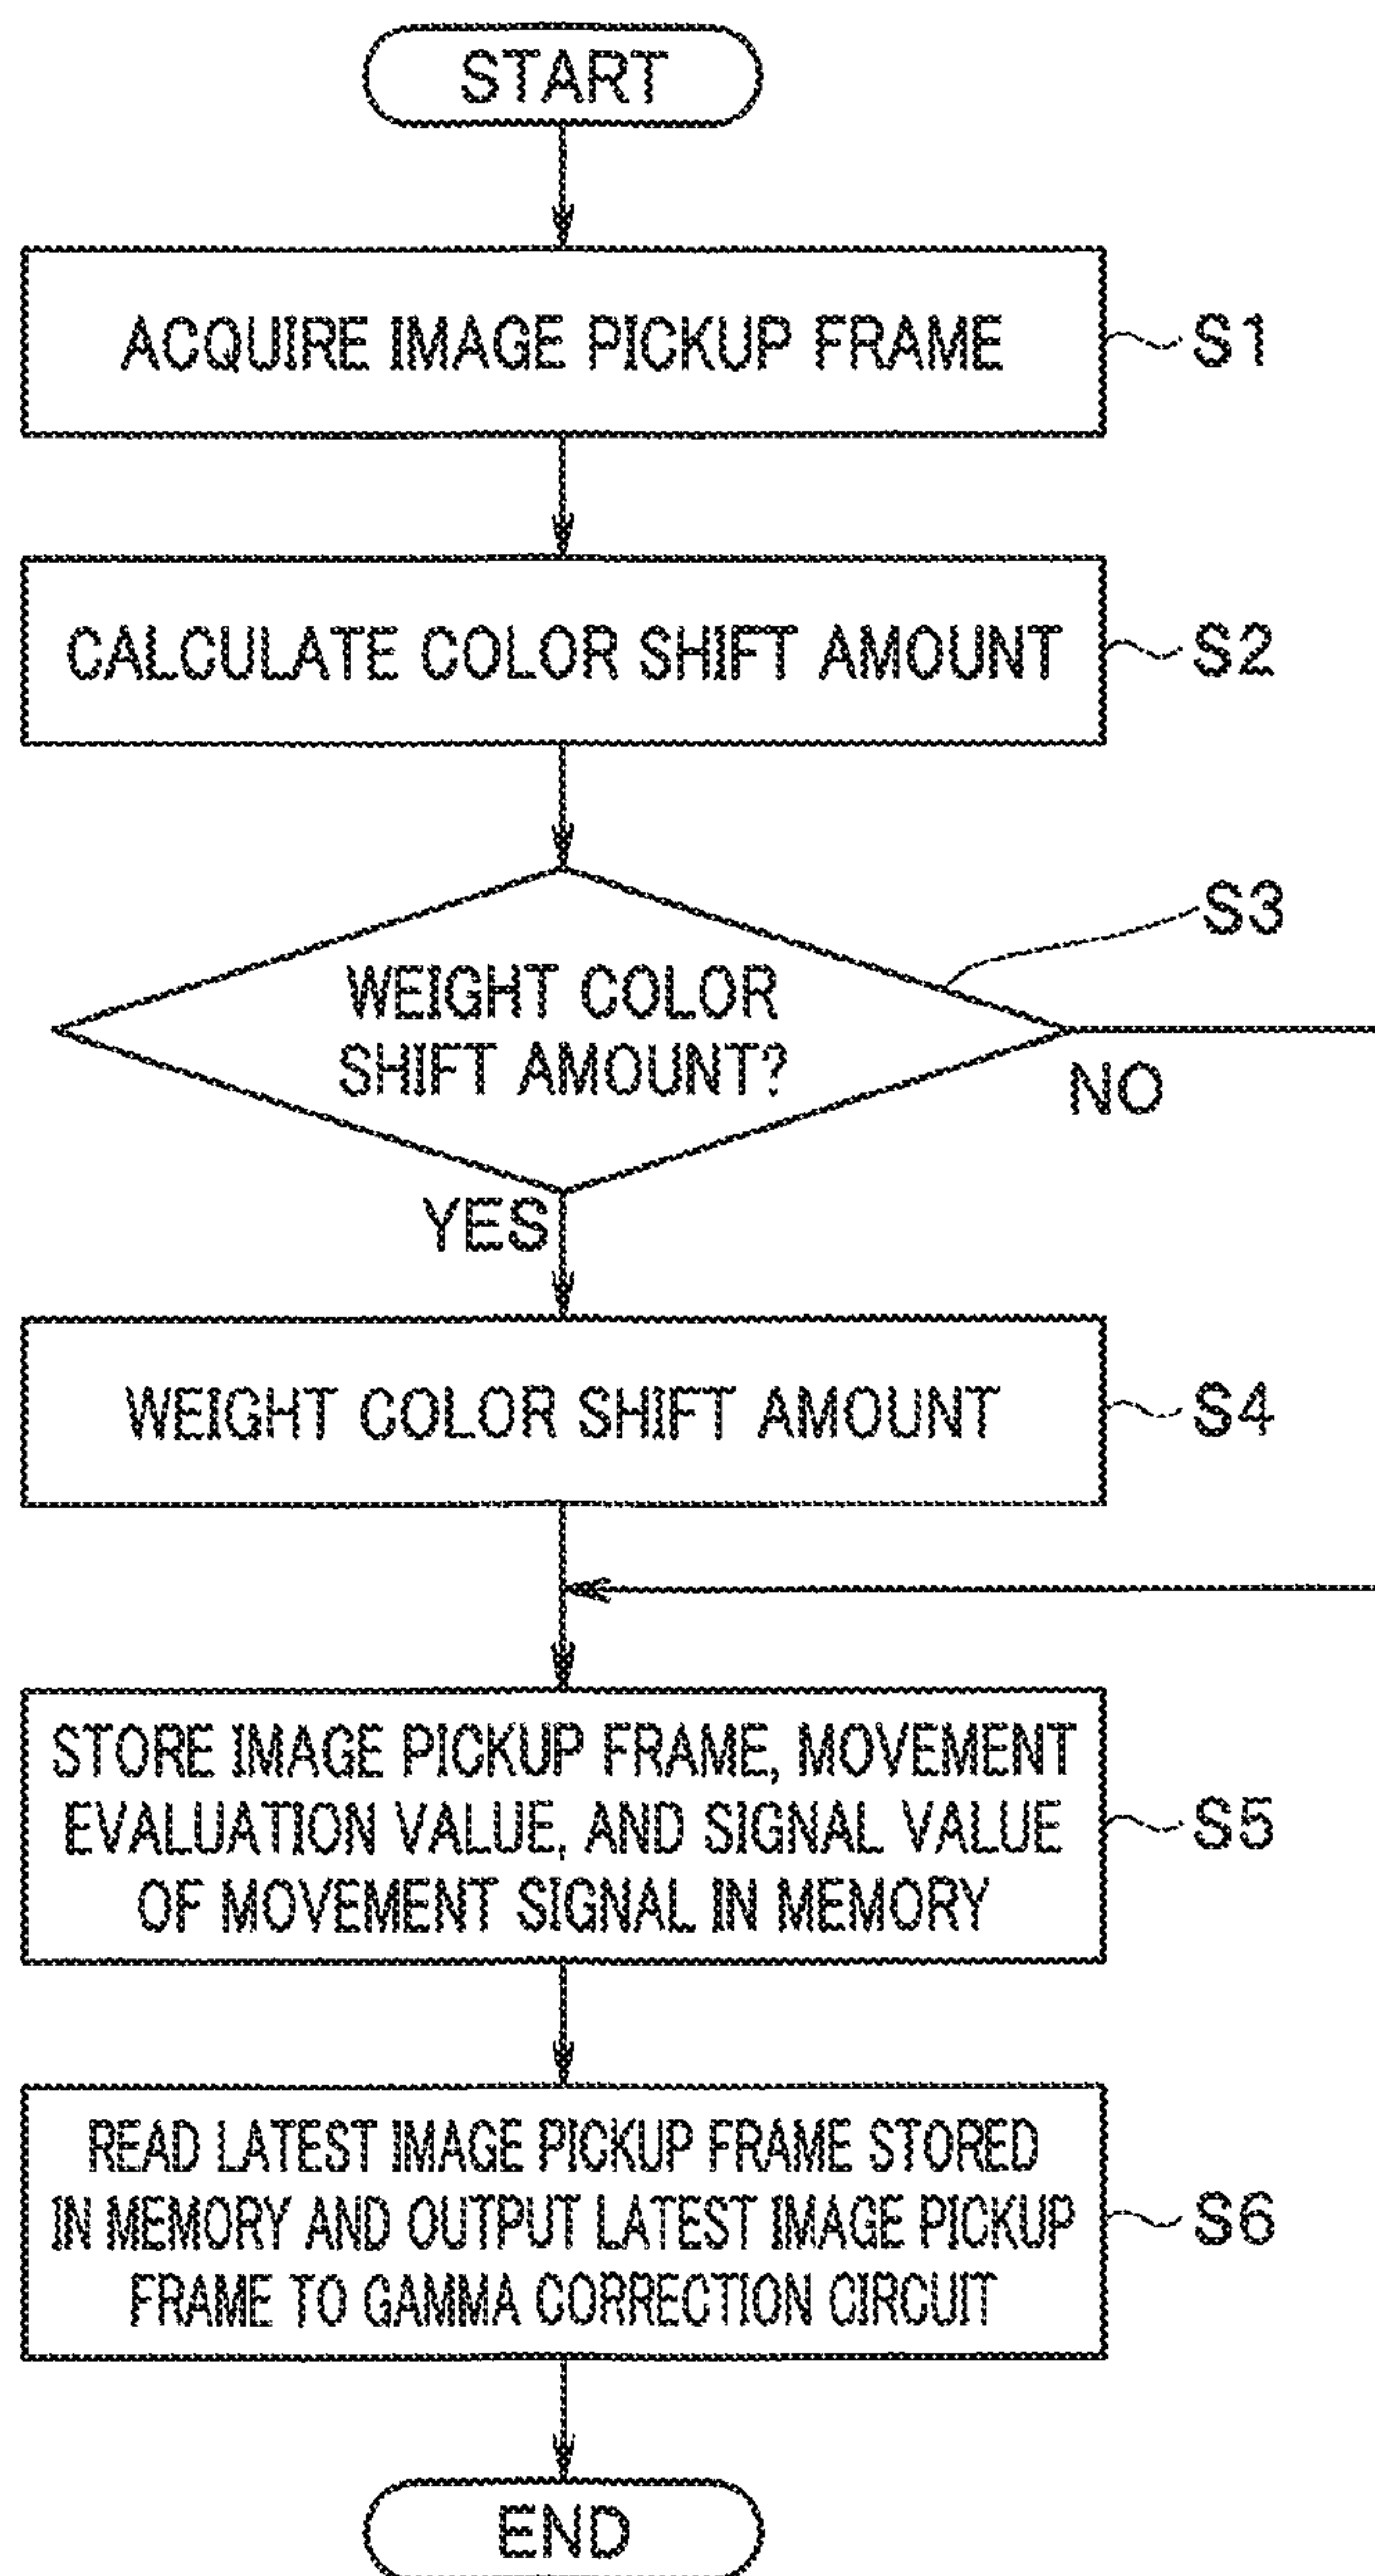 START
ACQUIRE IMAGE PICKUP FRAME
S1
CALCULATE COLOR SHIFT AMOUNT
S2
S3
WEIGHT COLOR
SHIFT AMOUNT?
NO
YES
WEIGHT COLOR SHIFT AMOUNT
S4
STORE IMAGE PICKUP FRAME, MOVEMENT
EVALUATION VALUE, AND SIGNAL VALUE
OF MOVEMENT SIGNAL IN MEMORY
S5
READ LATEST IMAGE PICKUP FRAME STORED
IN MEMORY AND OUTPUT LATEST IMAGE PICKUP
FRAME TO GAMMA CORRECTION CIRCUIT
S6
END